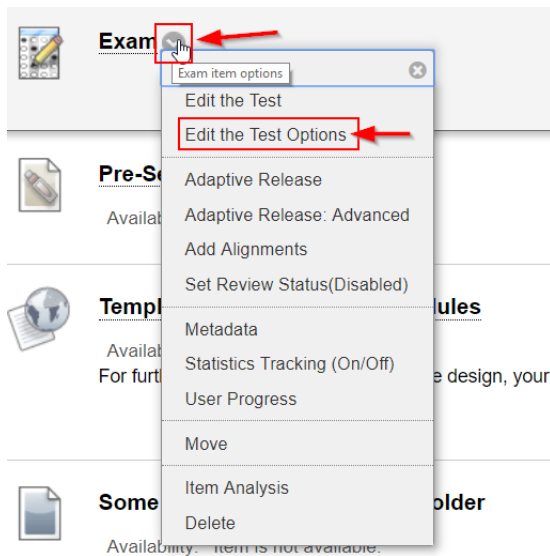 Exam
Exam item options
Edit the Test
Edit the Test Options
Pre-Se
Adaptive Release
Availab
Adaptive Release: Advanced
Add Alignments
Set Review Status(Disabled)
Templ ules
Metadata
Availab
Statistics Tracking (On/Off)
For furt e design, your
User Progress
Move
Item Analysis
Some older
Delete
Availability: Item is not available.